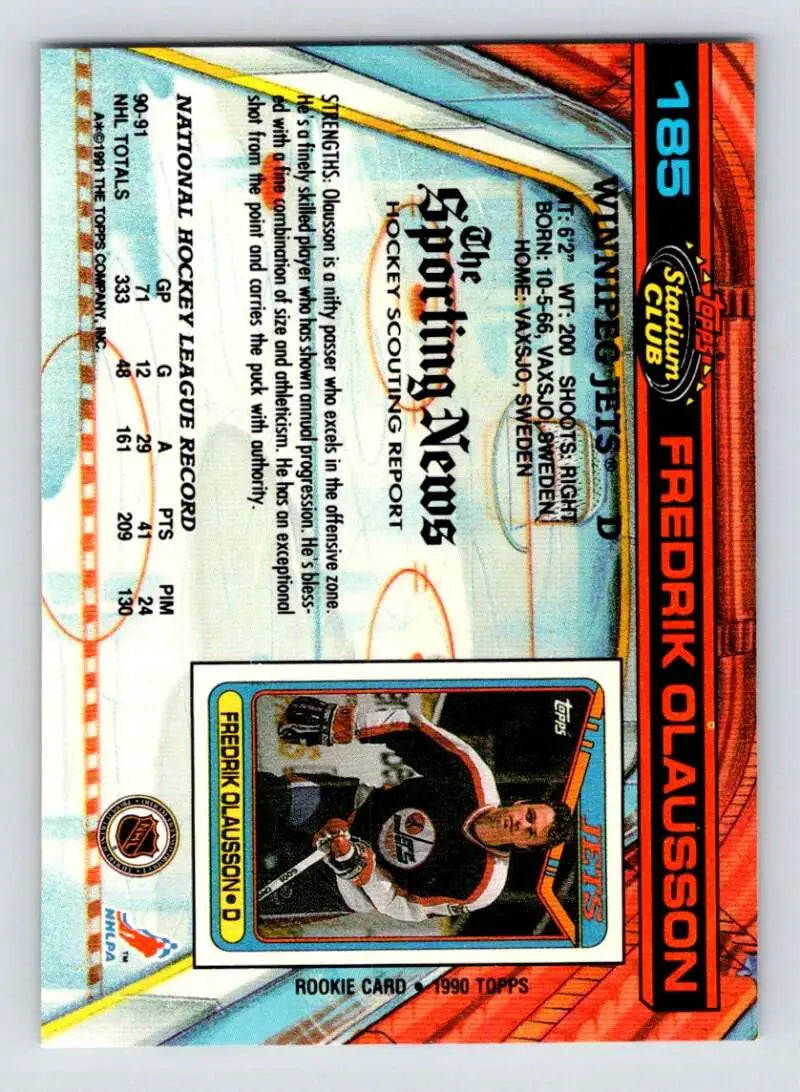 185
Topps
Stadium
CLUB
FREDRIK OLAUSSON
WINNIPEG JETS® D
HT: 6'2" WT: 200 SHOOTS: RIGHT
BORN: 10-5-66, VAXSJO, SWEDEN
HOME: VAXSJO, SWEDEN
The
Sporting News
HOCKEY SCOUTING REPORT
STRENGTHS: Olausson is a nifty passer who excels in the offensive zone.
He's a finely skilled player who has shown annual progression. He's bless-
ed with a fine combination of size and athleticism. He has an exceptional
shot from the point and carries the puck with authority.
NATIONAL HOCKEY LEAGUE RECORD
GP G A PTS PIM
90-91 71 12 29 41 24
NHL TOTALS 333 48 161 209 130
A*©1991 THE TOPPS COMPANY, INC.
JETS
Topps
JETS
FREDRIK OLAUSSON • D
ROOKIE CARD • 1990 TOPPS
NHL
NHLPA™